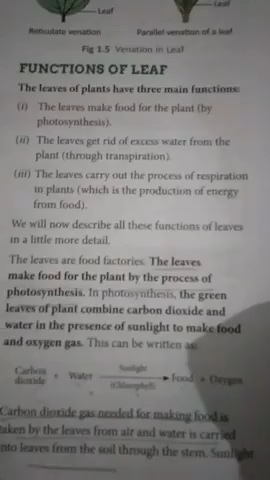 Leaf
Leaf
Reticulate venation
Parallel venation of a leaf
Fig 1.5 Venation in Leaf
FUNCTIONS OF LEAF
The leaves of plants have three main functions:
(i) The leaves make food for the plant (by
photosynthesis).
(ii) The leaves get rid of excess water from the
plant (through transpiration).
(iii) The leaves carry out the process of respiration
in plants (which is the production of energy
from food).
We will now describe all these functions of leaves
in a little more detail.
The leaves are food factories. The leaves
make food for the plant by the process of
photosynthesis. In photosynthesis, the green
leaves of plant combine carbon dioxide and
water in the presence of sunlight to make food
and oxygen gas. This can be written as:
Sunlight
Carbon dioxide + Water → Food + Oxygen
(Chlorophyll)
Carbon dioxide gas needed for making food is
taken by the leaves from air and water is carried
into leaves from the soil through the stem. Sunlight